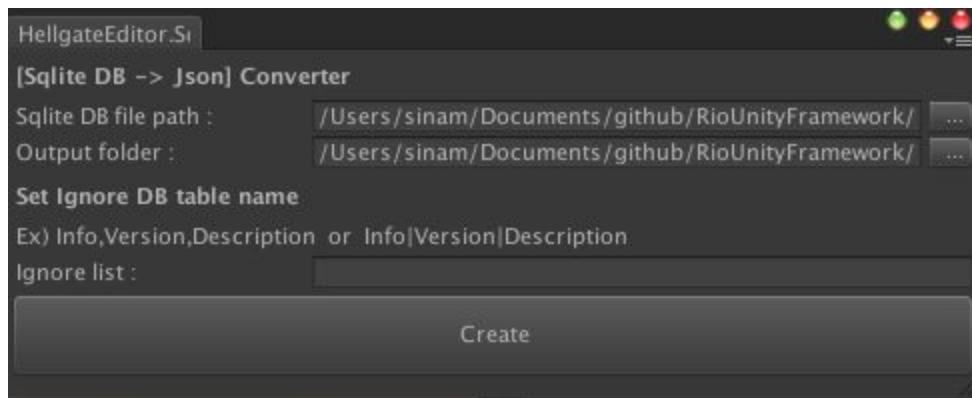 HellgateEditor.S
[Sqlite DB -> Json] Converter
Sqlite DB file path : /Users/sinam/Documents/github/RioUnityFramework/ ...
Output folder : /Users/sinam/Documents/github/RioUnityFramework/ ...
Set Ignore DB table name
Ex) Info,Version,Description or Info|Version|Description
Ignore list :
Create